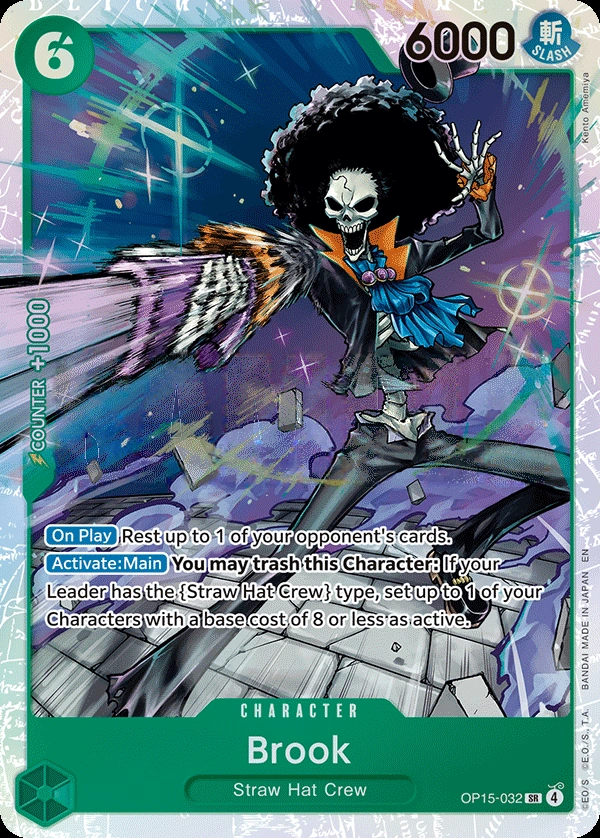 6
6000
斬
SLASH
Kento Amemiya
COUNTER +1000
On Play Rest up to 1 of your opponent's cards.
Activate:Main You may trash this Character: If your
Leader has the {Straw Hat Crew} type, set up to 1 of your
Characters with a base cost of 8 or less as active.
©E.O./S., T.A. BANDAI MADE IN JAPAN EN
©EO/S
CHARACTER
Brook
Straw Hat Crew
OP15-032 SR 4